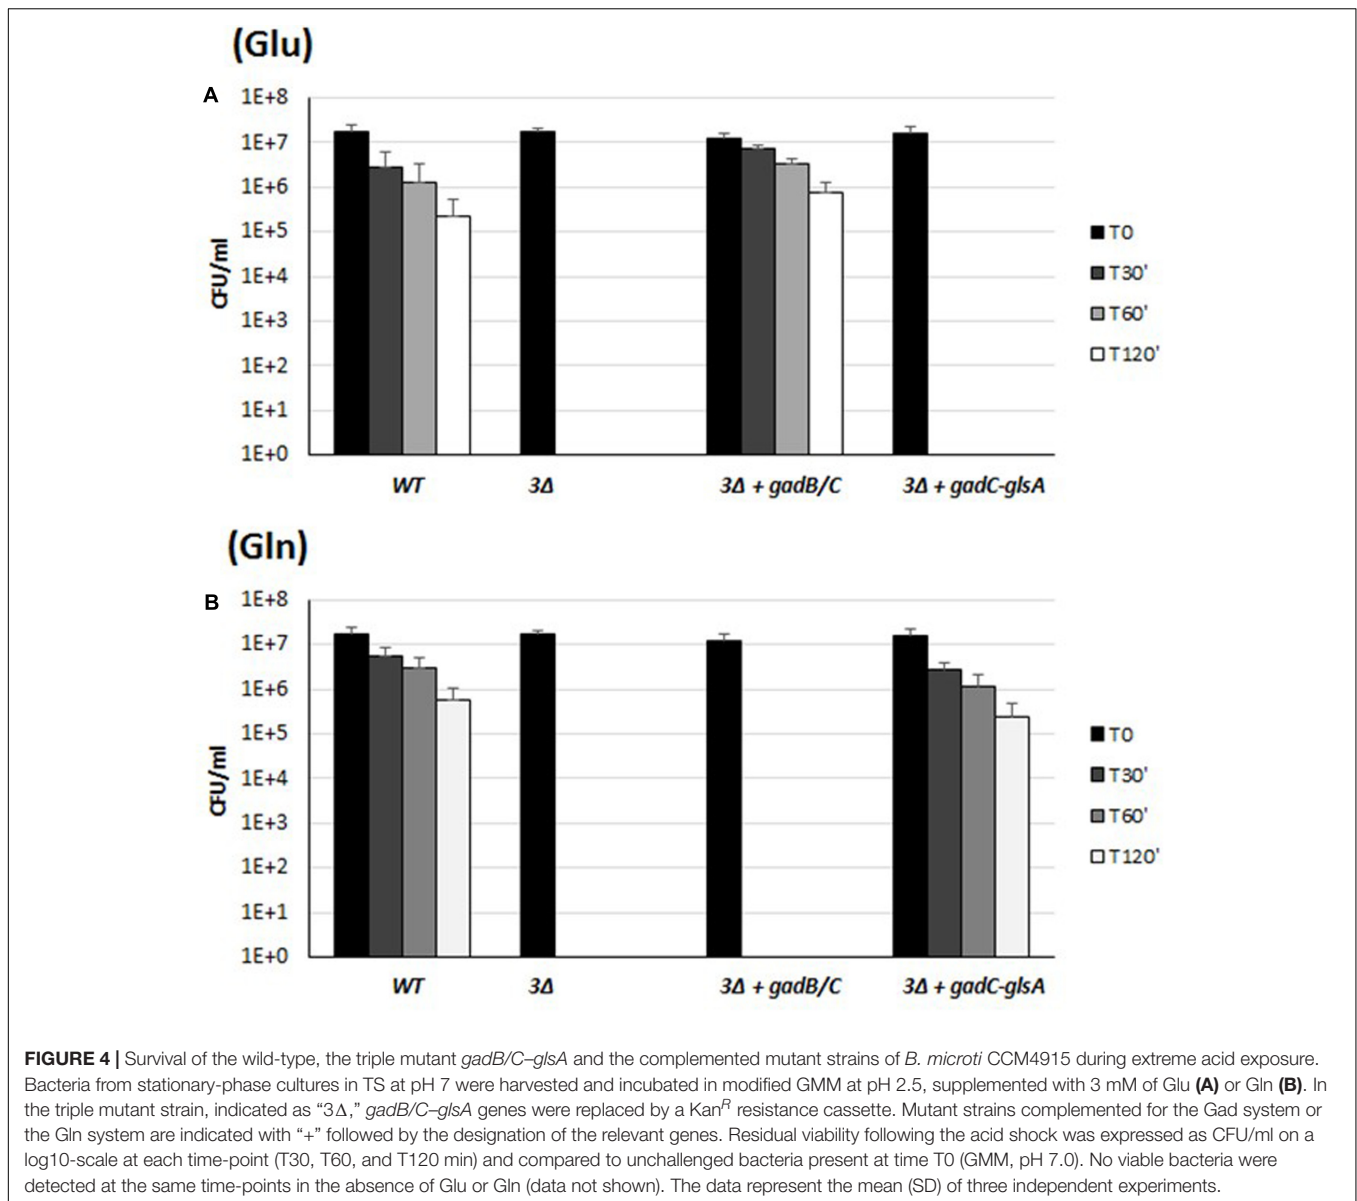 (Glu)
A
1E+8
1E+7
1E+6
1E+5
1E+4
1E+3
1E+2
1E+1
1E+0
CFU/ml
WT
3Δ
3Δ + gadB/C
3Δ + gadC-glsA
T0
T30'
T60'
T120'
(Gln)
B
1E+8
1E+7
1E+6
1E+5
1E+4
1E+3
1E+2
1E+1
1E+0
CFU/ml
WT
3Δ
3Δ + gadB/C
3Δ + gadC-glsA
T0
T30'
T60'
T120'
FIGURE 4 | Survival of the wild-type, the triple mutant gadB/C–glsA and the complemented mutant strains of B. microti CCM4915 during extreme acid exposure.
Bacteria from stationary-phase cultures in TS at pH 7 were harvested and incubated in modified GMM at pH 2.5, supplemented with 3 mM of Glu (A) or Gln (B). In
the triple mutant strain, indicated as “3Δ,” gadB/C–glsA genes were replaced by a Kan^R resistance cassette. Mutant strains complemented for the Gad system or
the Gln system are indicated with “+” followed by the designation of the relevant genes. Residual viability following the acid shock was expressed as CFU/ml on a
log10-scale at each time-point (T30, T60, and T120 min) and compared to unchallenged bacteria present at time T0 (GMM, pH 7.0). No viable bacteria were
detected at the same time-points in the absence of Glu or Gln (data not shown). The data represent the mean (SD) of three independent experiments.